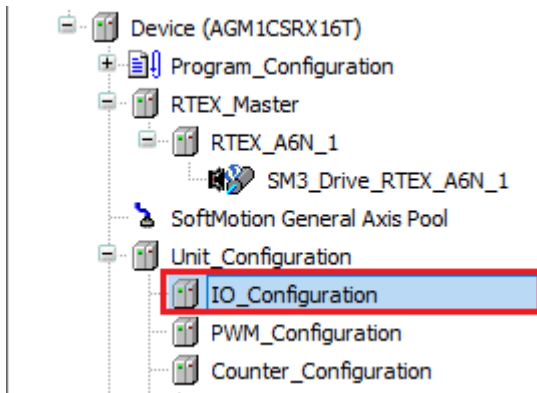 Device (AGM1CSRX16T)
Program_Configuration
RTEX_Master
RTEX_A6N_1
SM3_Drive_RTEX_A6N_1
SoftMotion General Axis Pool
Unit_Configuration
IO_Configuration
PWM_Configuration
Counter_Configuration